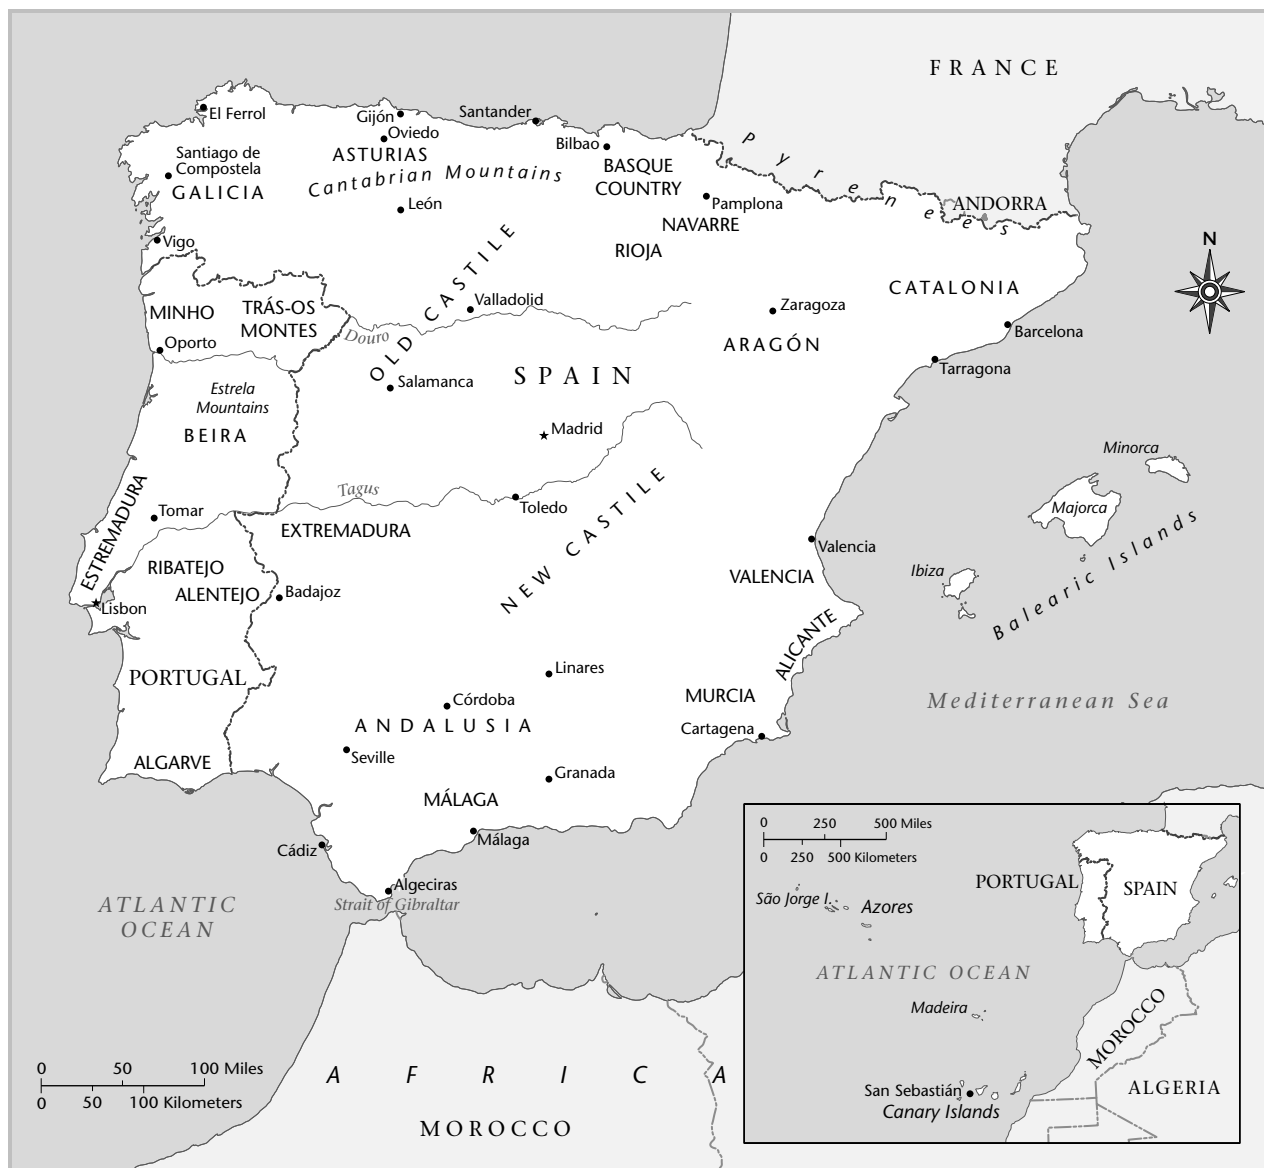 FRANCE
El Ferrol
Gijón
Santander
Oviedo
Bilbao
Pyrenees
ASTURIAS
Santiago de
Compostela
BASQUE
COUNTRY
Cantabrian Mountains
GALICIA
León
Pamplona
ANDORRA
NAVARRE
Vigo
RIOJA
N
OLD CASTILE
CATALONIA
Valladolid
Zaragoza
MINHO
TRÁS-OS
MONTES
Douro
Barcelona
Oporto
ARAGÓN
Tarragona
SPAIN
Salamanca
Estrela
Mountains
BEIRA
Madrid
Minorca
Tagus
Toledo
Majorca
ESTREMADURA
Tomar
EXTREMADURA
NEW CASTILE
Valencia
Balearic Islands
RIBATEJO
VALENCIA
Ibiza
ALENTEJO
Badajoz
Lisbon
ALICANTE
Linares
PORTUGAL
MURCIA
Córdoba
Mediterranean Sea
ANDALUSIA
Cartagena
Seville
ALGARVE
Granada
MÁLAGA
Málaga
Cádiz
Algeciras
Strait of Gibraltar
ATLANTIC
OCEAN
AFRICA
MOROCCO
0 50 100 Miles
0 50 100 Kilometers
0 250 500 Miles
0 250 500 Kilometers
PORTUGAL
SPAIN
São Jorge I.
Azores
ATLANTIC OCEAN
Madeira
MOROCCO
San Sebastián
Canary Islands
ALGERIA